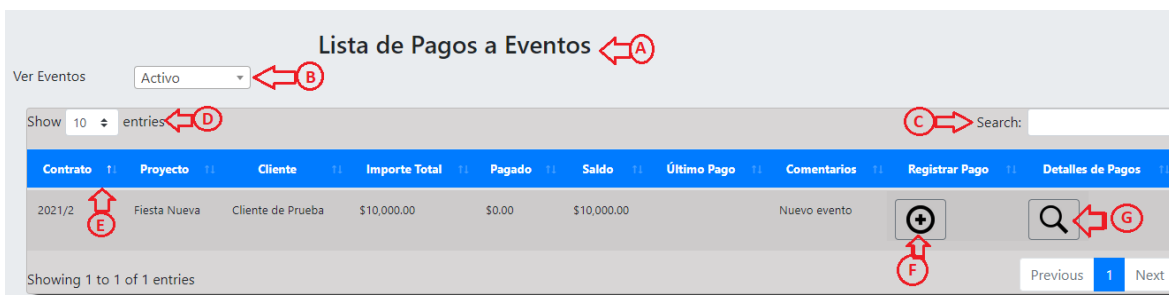 Lista de Pagos a Eventos A
Ver Eventos Activo B
Show 10 entries D C Search:
Contrato Proyecto Cliente Importe Total Pagado Saldo Último Pago Comentarios Registrar Pago Detalles de Pagos
2021/2 Fiesta Nueva Cliente de Prueba $10,000.00 $0.00 $10,000.00 Nuevo evento G
E F
Showing 1 to 1 of 1 entries Previous 1 Next